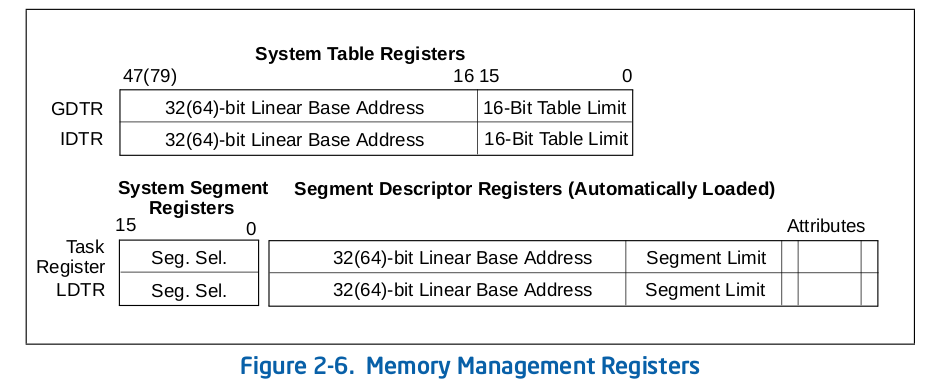 System Table Registers
47(79) 16 15 0
GDTR 32(64)-bit Linear Base Address 16-Bit Table Limit
IDTR 32(64)-bit Linear Base Address 16-Bit Table Limit
System Segment Registers
Segment Descriptor Registers (Automatically Loaded)
15 0 Attributes
Task Register Seg. Sel. 32(64)-bit Linear Base Address Segment Limit
LDTR Seg. Sel. 32(64)-bit Linear Base Address Segment Limit
Figure 2-6. Memory Management Registers